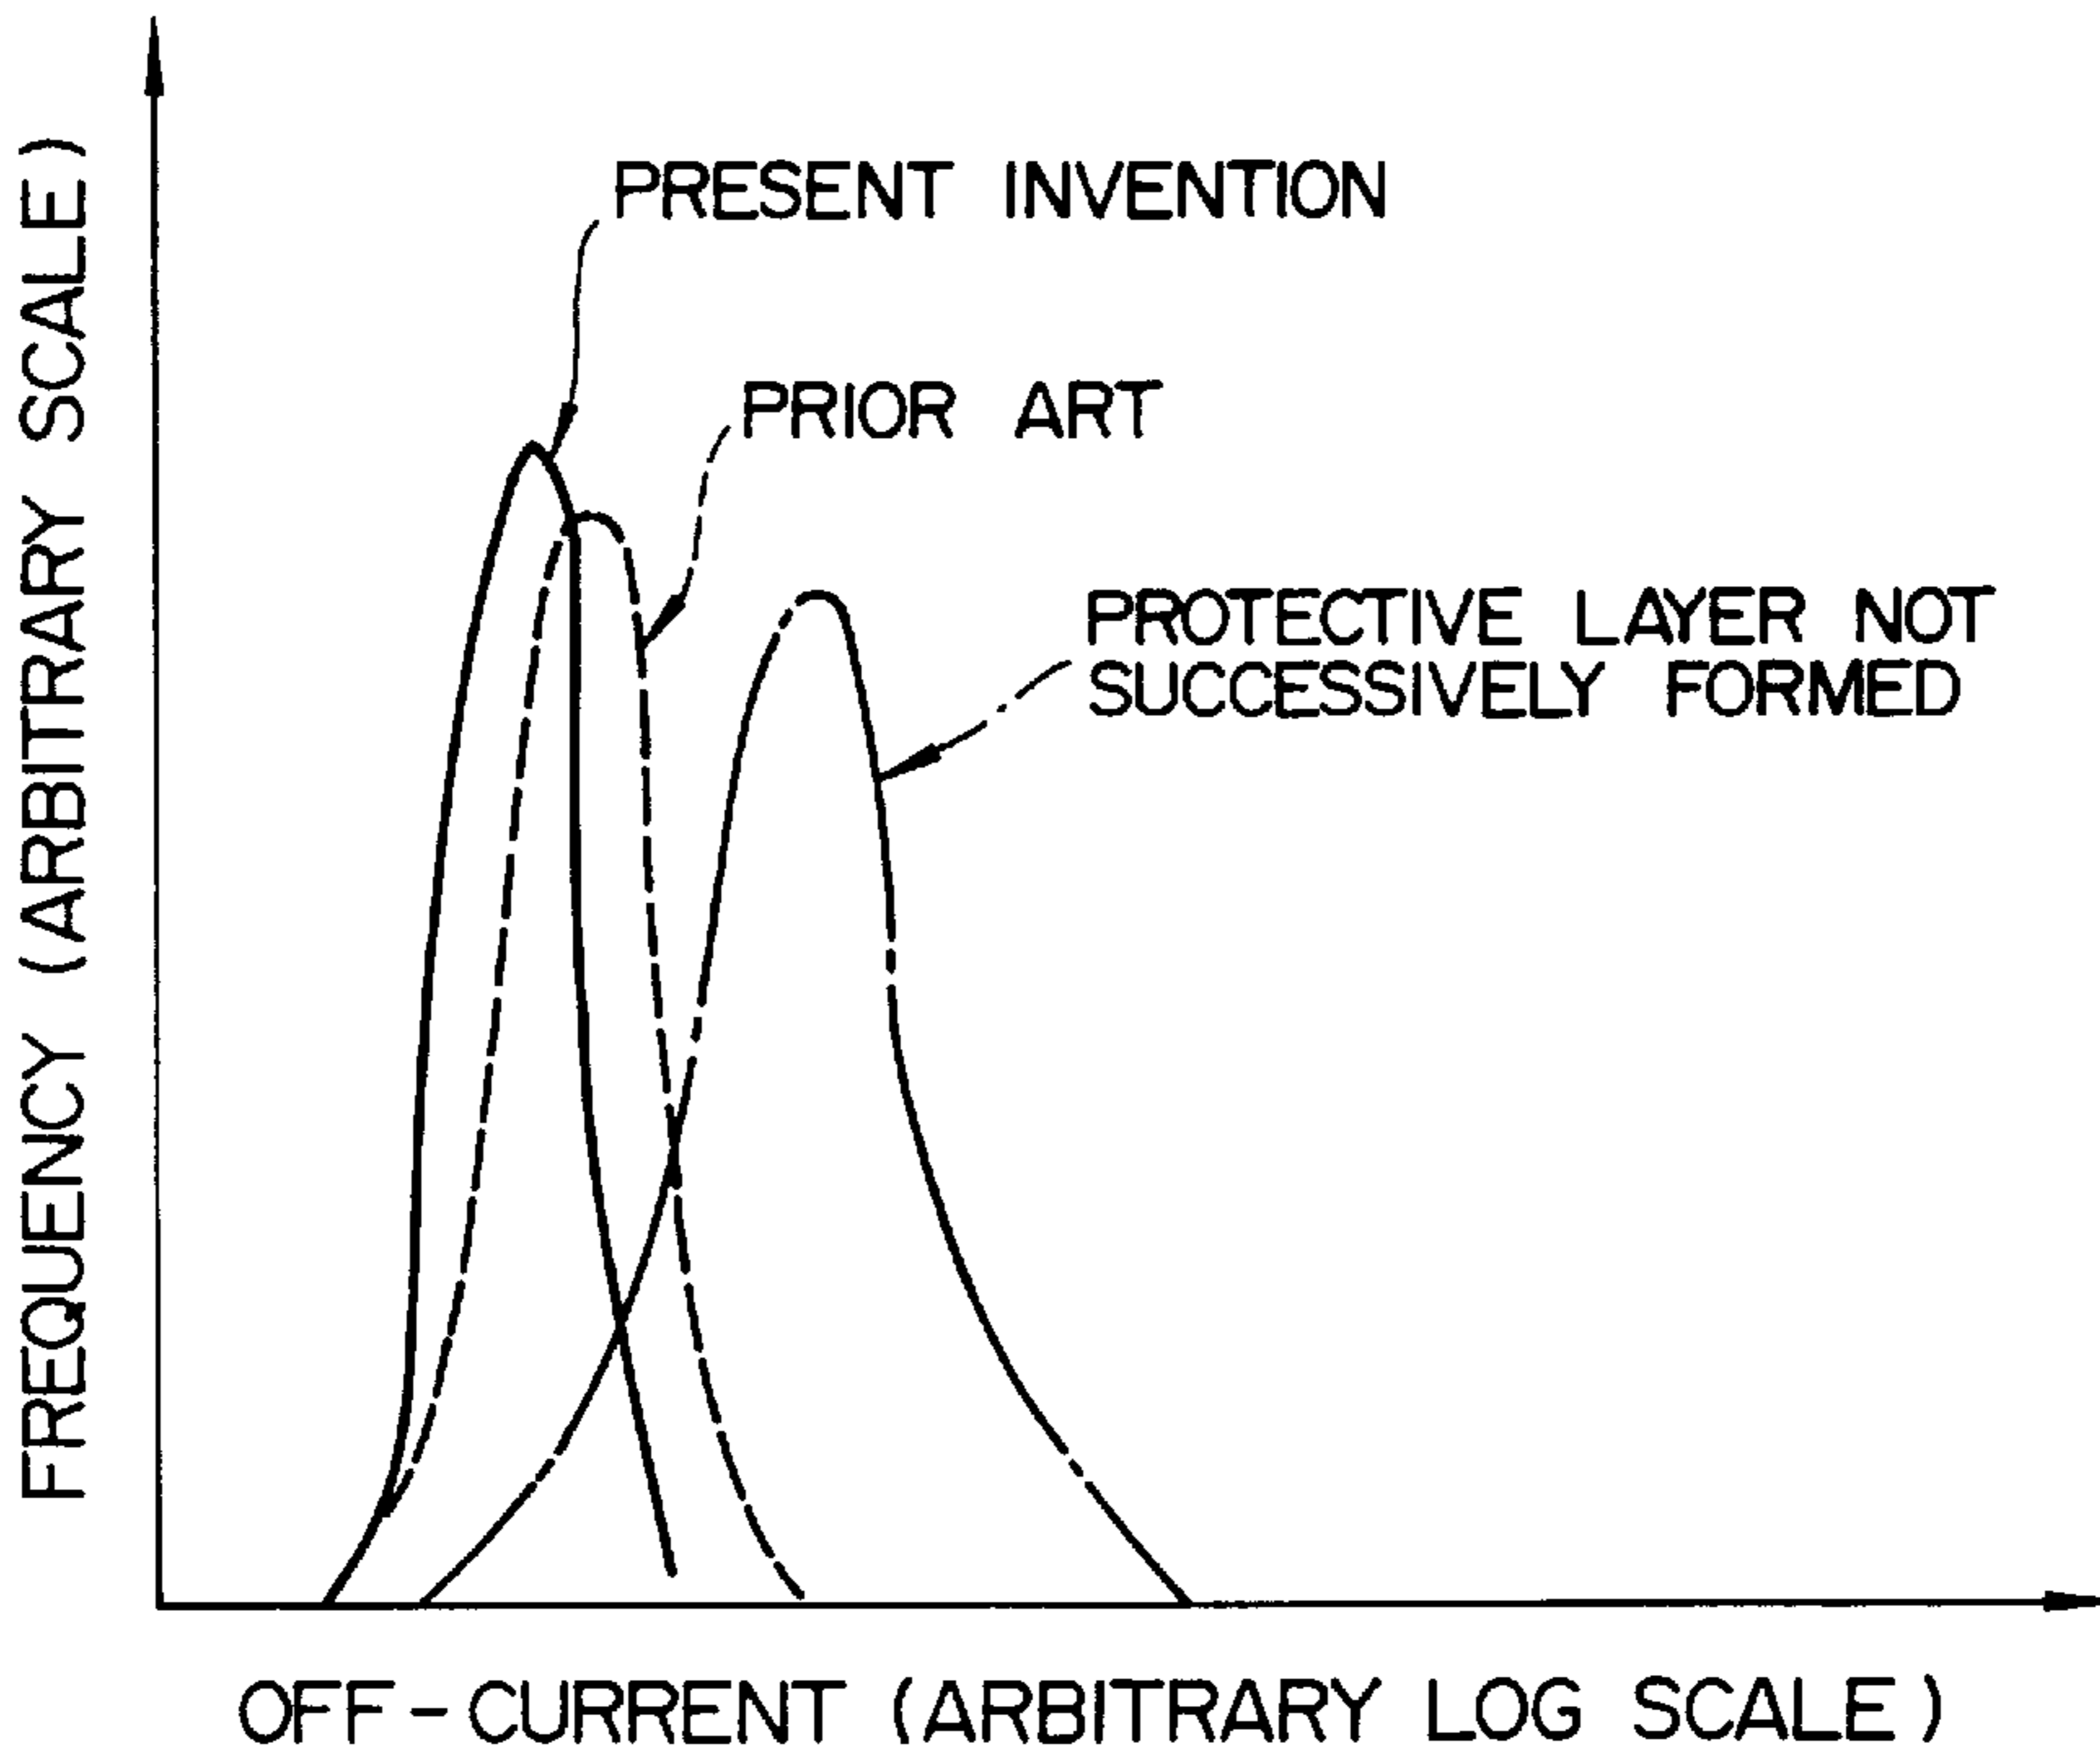 FREQUENCY (ARBITRARY SCALE)
PRESENT INVENTION
PRIOR ART
PROTECTIVE LAYER NOT
SUCCESSIVELY FORMED
OFF-CURRENT (ARBITRARY LOG SCALE)